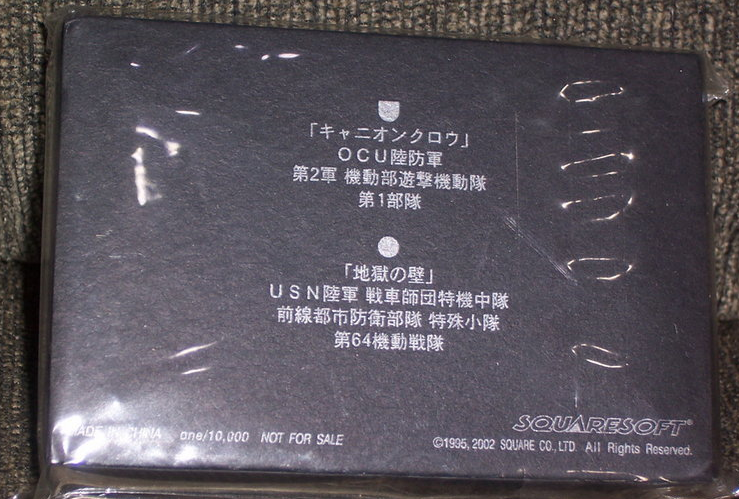 「キャニオンクロウ」
OCU陸防軍
第2軍 機動部遊撃機動隊
第1部隊
「地獄の壁」
USN陸軍 戦車師団特機中隊
前線都市防衛部隊 特殊小隊
第64機動戦隊
MADE IN CHINA one/10,000 NOT FOR SALE
SQUARESOFT®
©1995, 2002 SQUARE CO., LTD. All Rights Reserved.